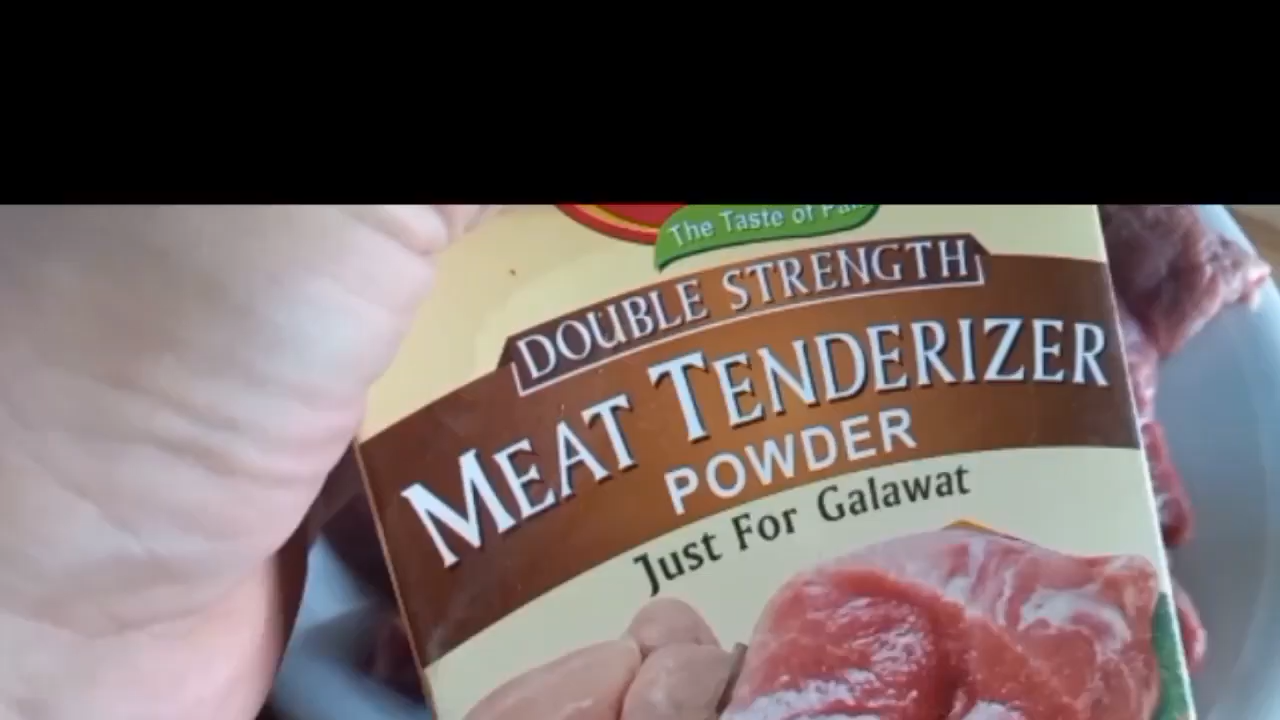 The Taste of
DOUBLE STRENGTH
MEAT TENDERIZER
POWDER
Just For Galawat